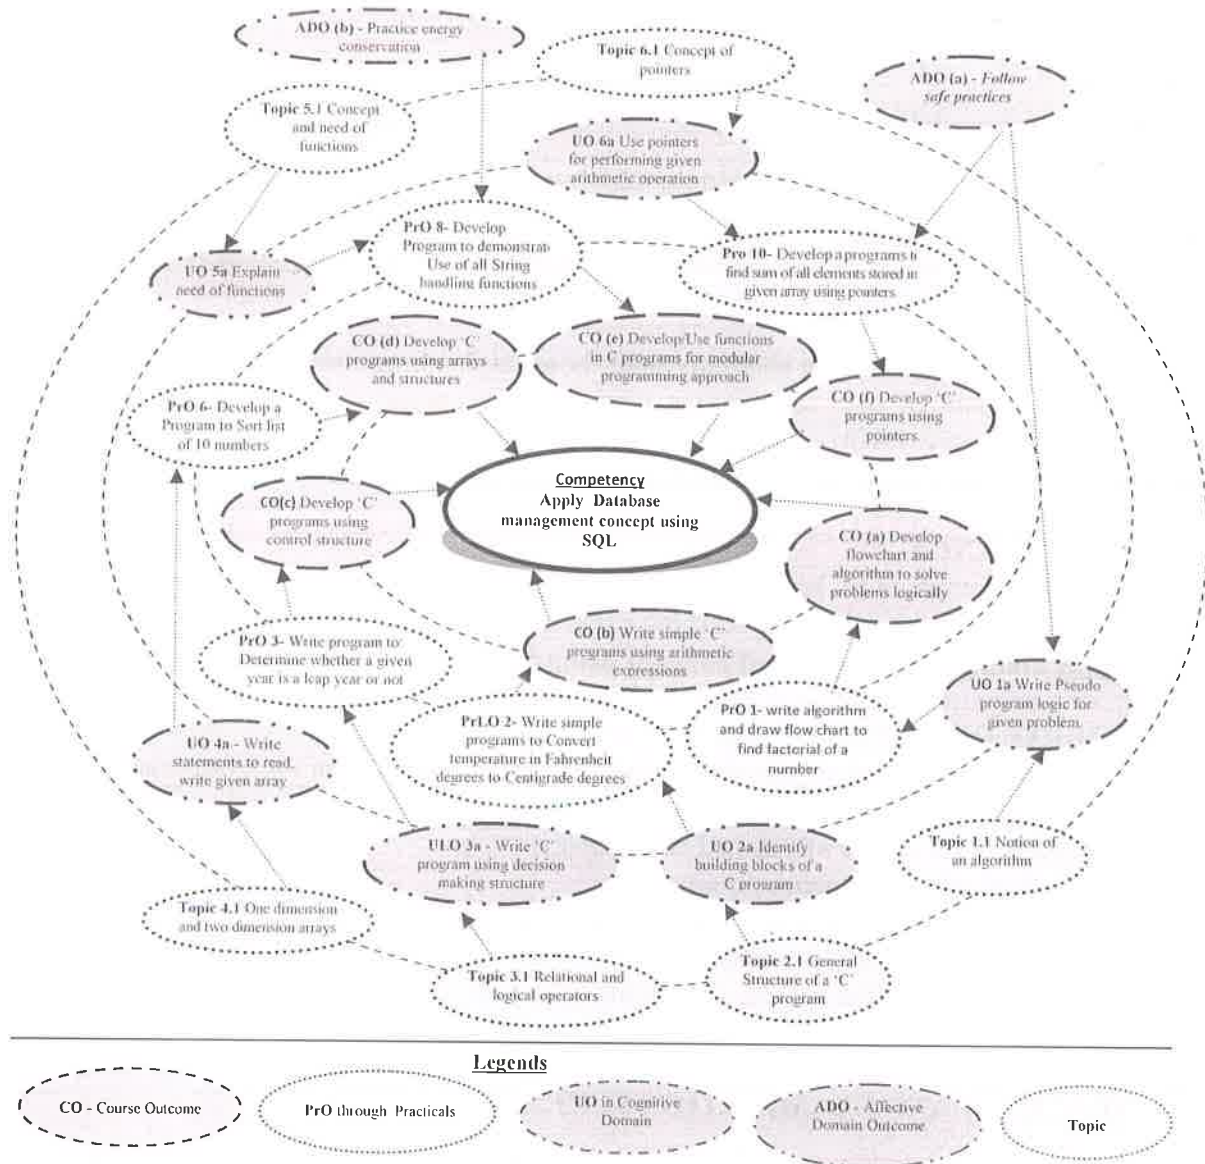 ADO (b) - Practice energy
conservation
Topic 6.1 Concept of
pointers
ADO (a) - Follow
safe practices
Topic 5.1 Concept
and need of
functions
UO 6a Use pointers
for performing given
arithmetic operation
PrO 8- Develop
Program to demonstrat
Use of all String
handling functions
Pro 10- Develop a programs t
find sum of all elements stored in
given array using pointers.
UO 5a Explain
need of functions
CO (d) Develop ‘C’
programs using arrays
and structures
CO (e) Develop/Use functions
in C programs for modular
programming approach
CO (f) Develop ‘C’
programs using
pointers.
PrO 6- Develop a
Program to Sort list
of 10 numbers
Competency
Apply Database
management concept using
SQL
CO(c) Develop ‘C’
programs using
control structure
CO (a) Develop
flowchart and
algorithm to solve
problems logically
CO (b) Write simple ‘C’
programs using arithmetic
expressions
PrO 3- Write program to
Determine whether a given
year is a leap year or not
UO 1a Write Pseudo
program logic for
given problem.
PrLO 2- Write simple
programs to Convert
temperature in Fahrenheit
degrees to Centigrade degrees
PrO 1- write algorithm
and draw flow chart to
find factorial of a
number
UO 4a - Write
statements to read,
write given array
ULO 3a - Write ‘C’
program using decision
making structure
UO 2a Identify
building blocks of a
C program
Topic 1.1 Notion of
an algorithm
Topic 4.1 One dimension
and two dimension arrays
Topic 3.1 Relational and
logical operators
Topic 2.1 General
Structure of a ‘C’
program
Legends
CO - Course Outcome
PrO through Practicals
UO in Cognitive
Domain
ADO - Affective
Domain Outcome
Topic